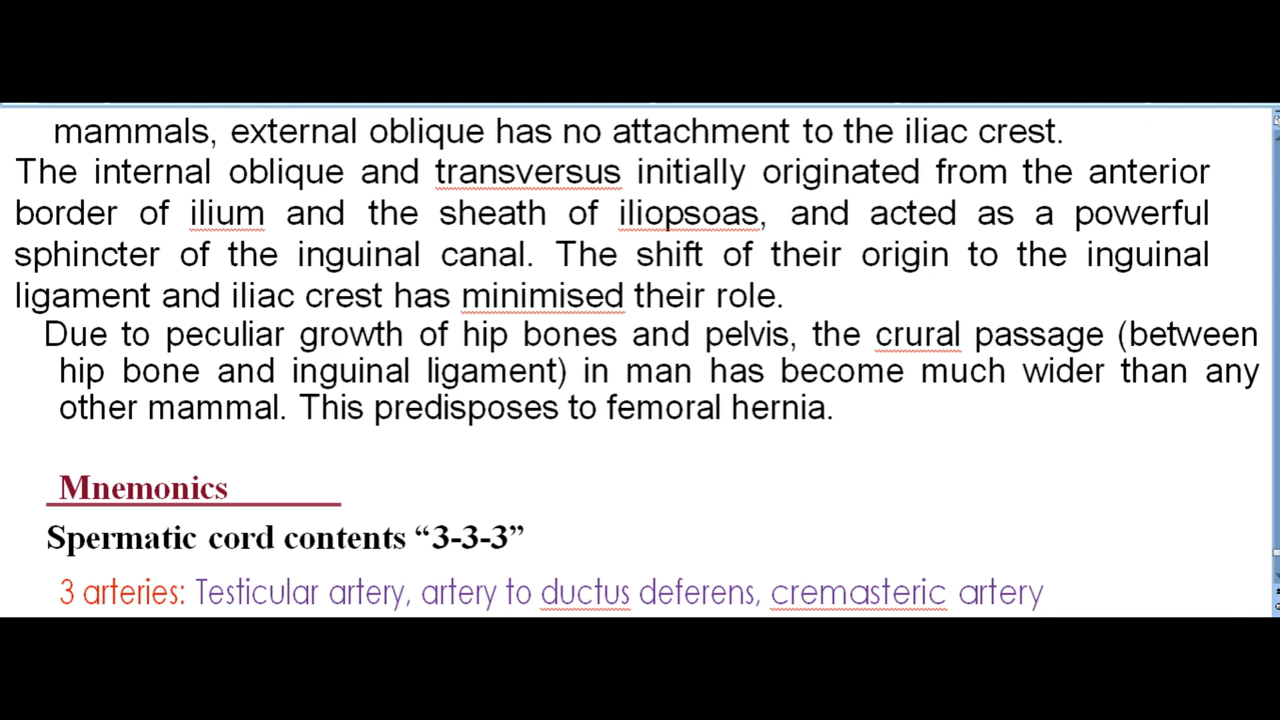 mammals, external oblique has no attachment to the iliac crest.
The internal oblique and transversus initially originated from the anterior
border of ilium and the sheath of iliopsoas, and acted as a powerful
sphincter of the inguinal canal. The shift of their origin to the inguinal
ligament and iliac crest has minimised their role.
Due to peculiar growth of hip bones and pelvis, the crural passage (between
hip bone and inguinal ligament) in man has become much wider than any
other mammal. This predisposes to femoral hernia.
Mnemonics
Spermatic cord contents “3-3-3”
3 arteries: Testicular artery, artery to ductus deferens, cremasteric artery